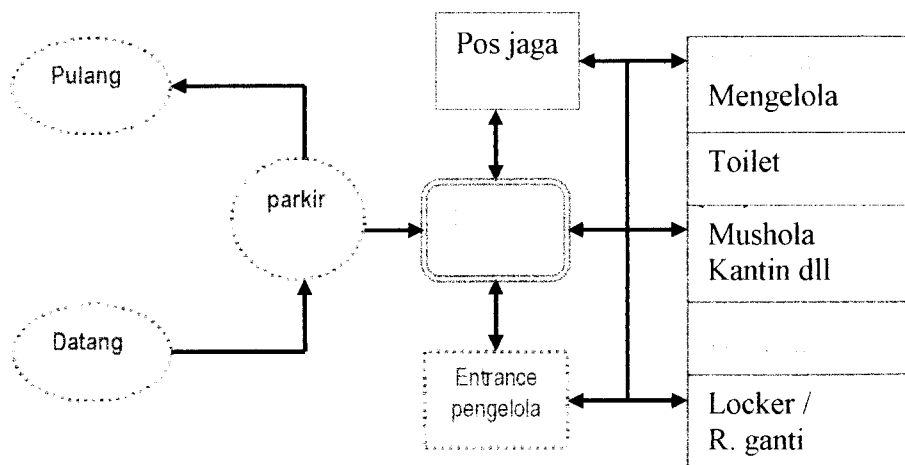 Pulang
Datang
parkir
Pos jaga
Entrance
pengelola
Mengelola
Toilet
Mushola
Kantin dll
Locker /
R. ganti